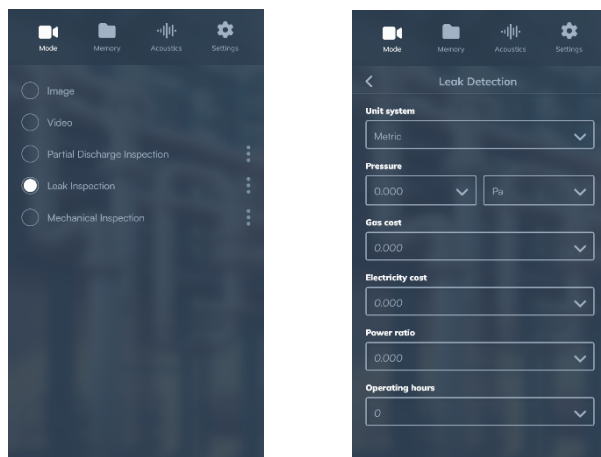 Mode Memory Acoustics Settings
Image
Video
Partial Discharge Inspection
Leak Inspection
Mechanical Inspection
Mode Memory Acoustics Settings
Leak Detection
Unit system
Metric
Pressure
0.000 Pa
Gas cost
0.000
Electricity cost
0.000
Power ratio
0.000
Operating hours
0